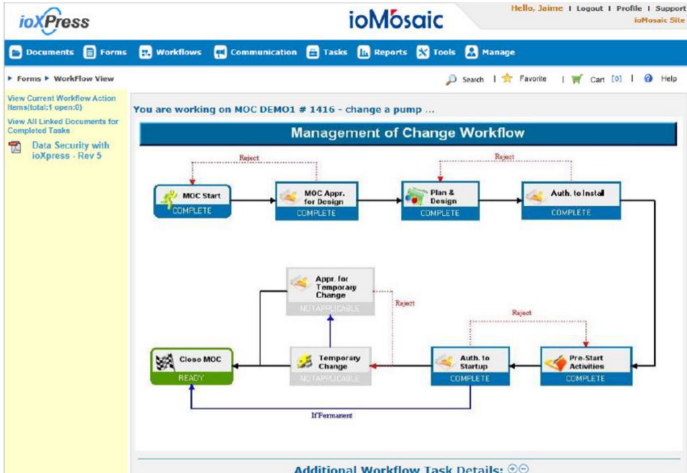 ioXPress
ioMosaic
Hello, Jaime | Logout | Profile | Support
ioMosaic Site
Documents Forms Workflows Communication Tasks Reports Tools Manage
Forms WorkFlow View
Search | Favorite | Cart [0] | Help
View Current Workflow Action
Items(total:1 open:0)
View All Linked Documents for
Completed Tasks
Data Security with
ioXpress - Rev 5
You are working on MOC DEMO1 # 1416 - change a pump ...
Management of Change Workflow
Reject
Reject
MOC Start
COMPLETE
MOC Appr.
for Design
COMPLETE
Plan &
Design
COMPLETE
Auth. to Install
COMPLETE
Appr. for
Temporary
Change
NOT APPLICABLE
Reject
Reject
Close MOC
READY
Temporary
Change
NOT APPLICABLE
Auth. to
Startup
COMPLETE
Pre-Start
Activities
COMPLETE
If Permanent
Additional Workflow Task Details: